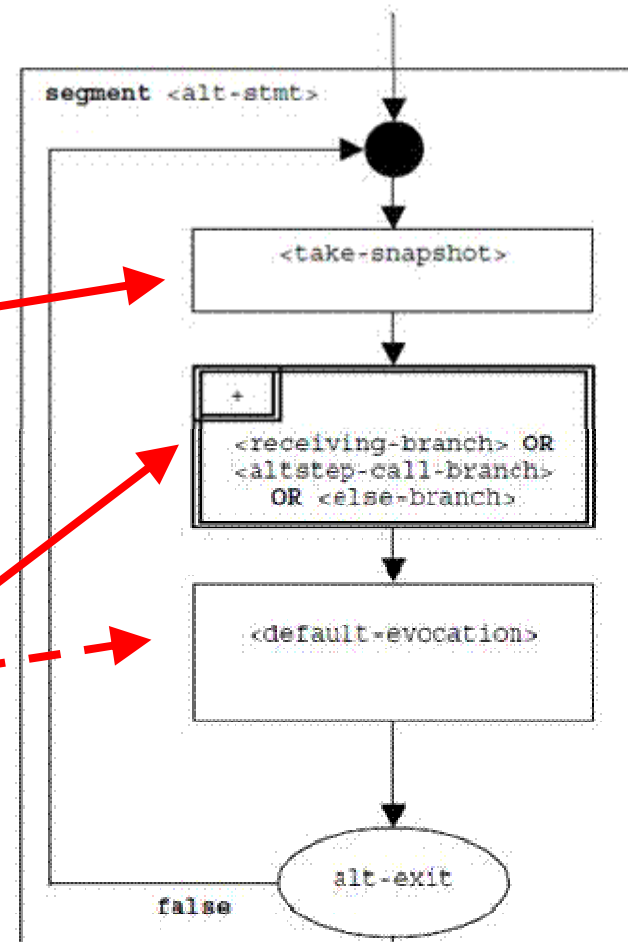 segment <alt-stmt>
<take-snapshot>
+
<receiving-branch> OR
<altstep-call-branch>
OR <else-branch>
<default-evocation>
alt-exit
false